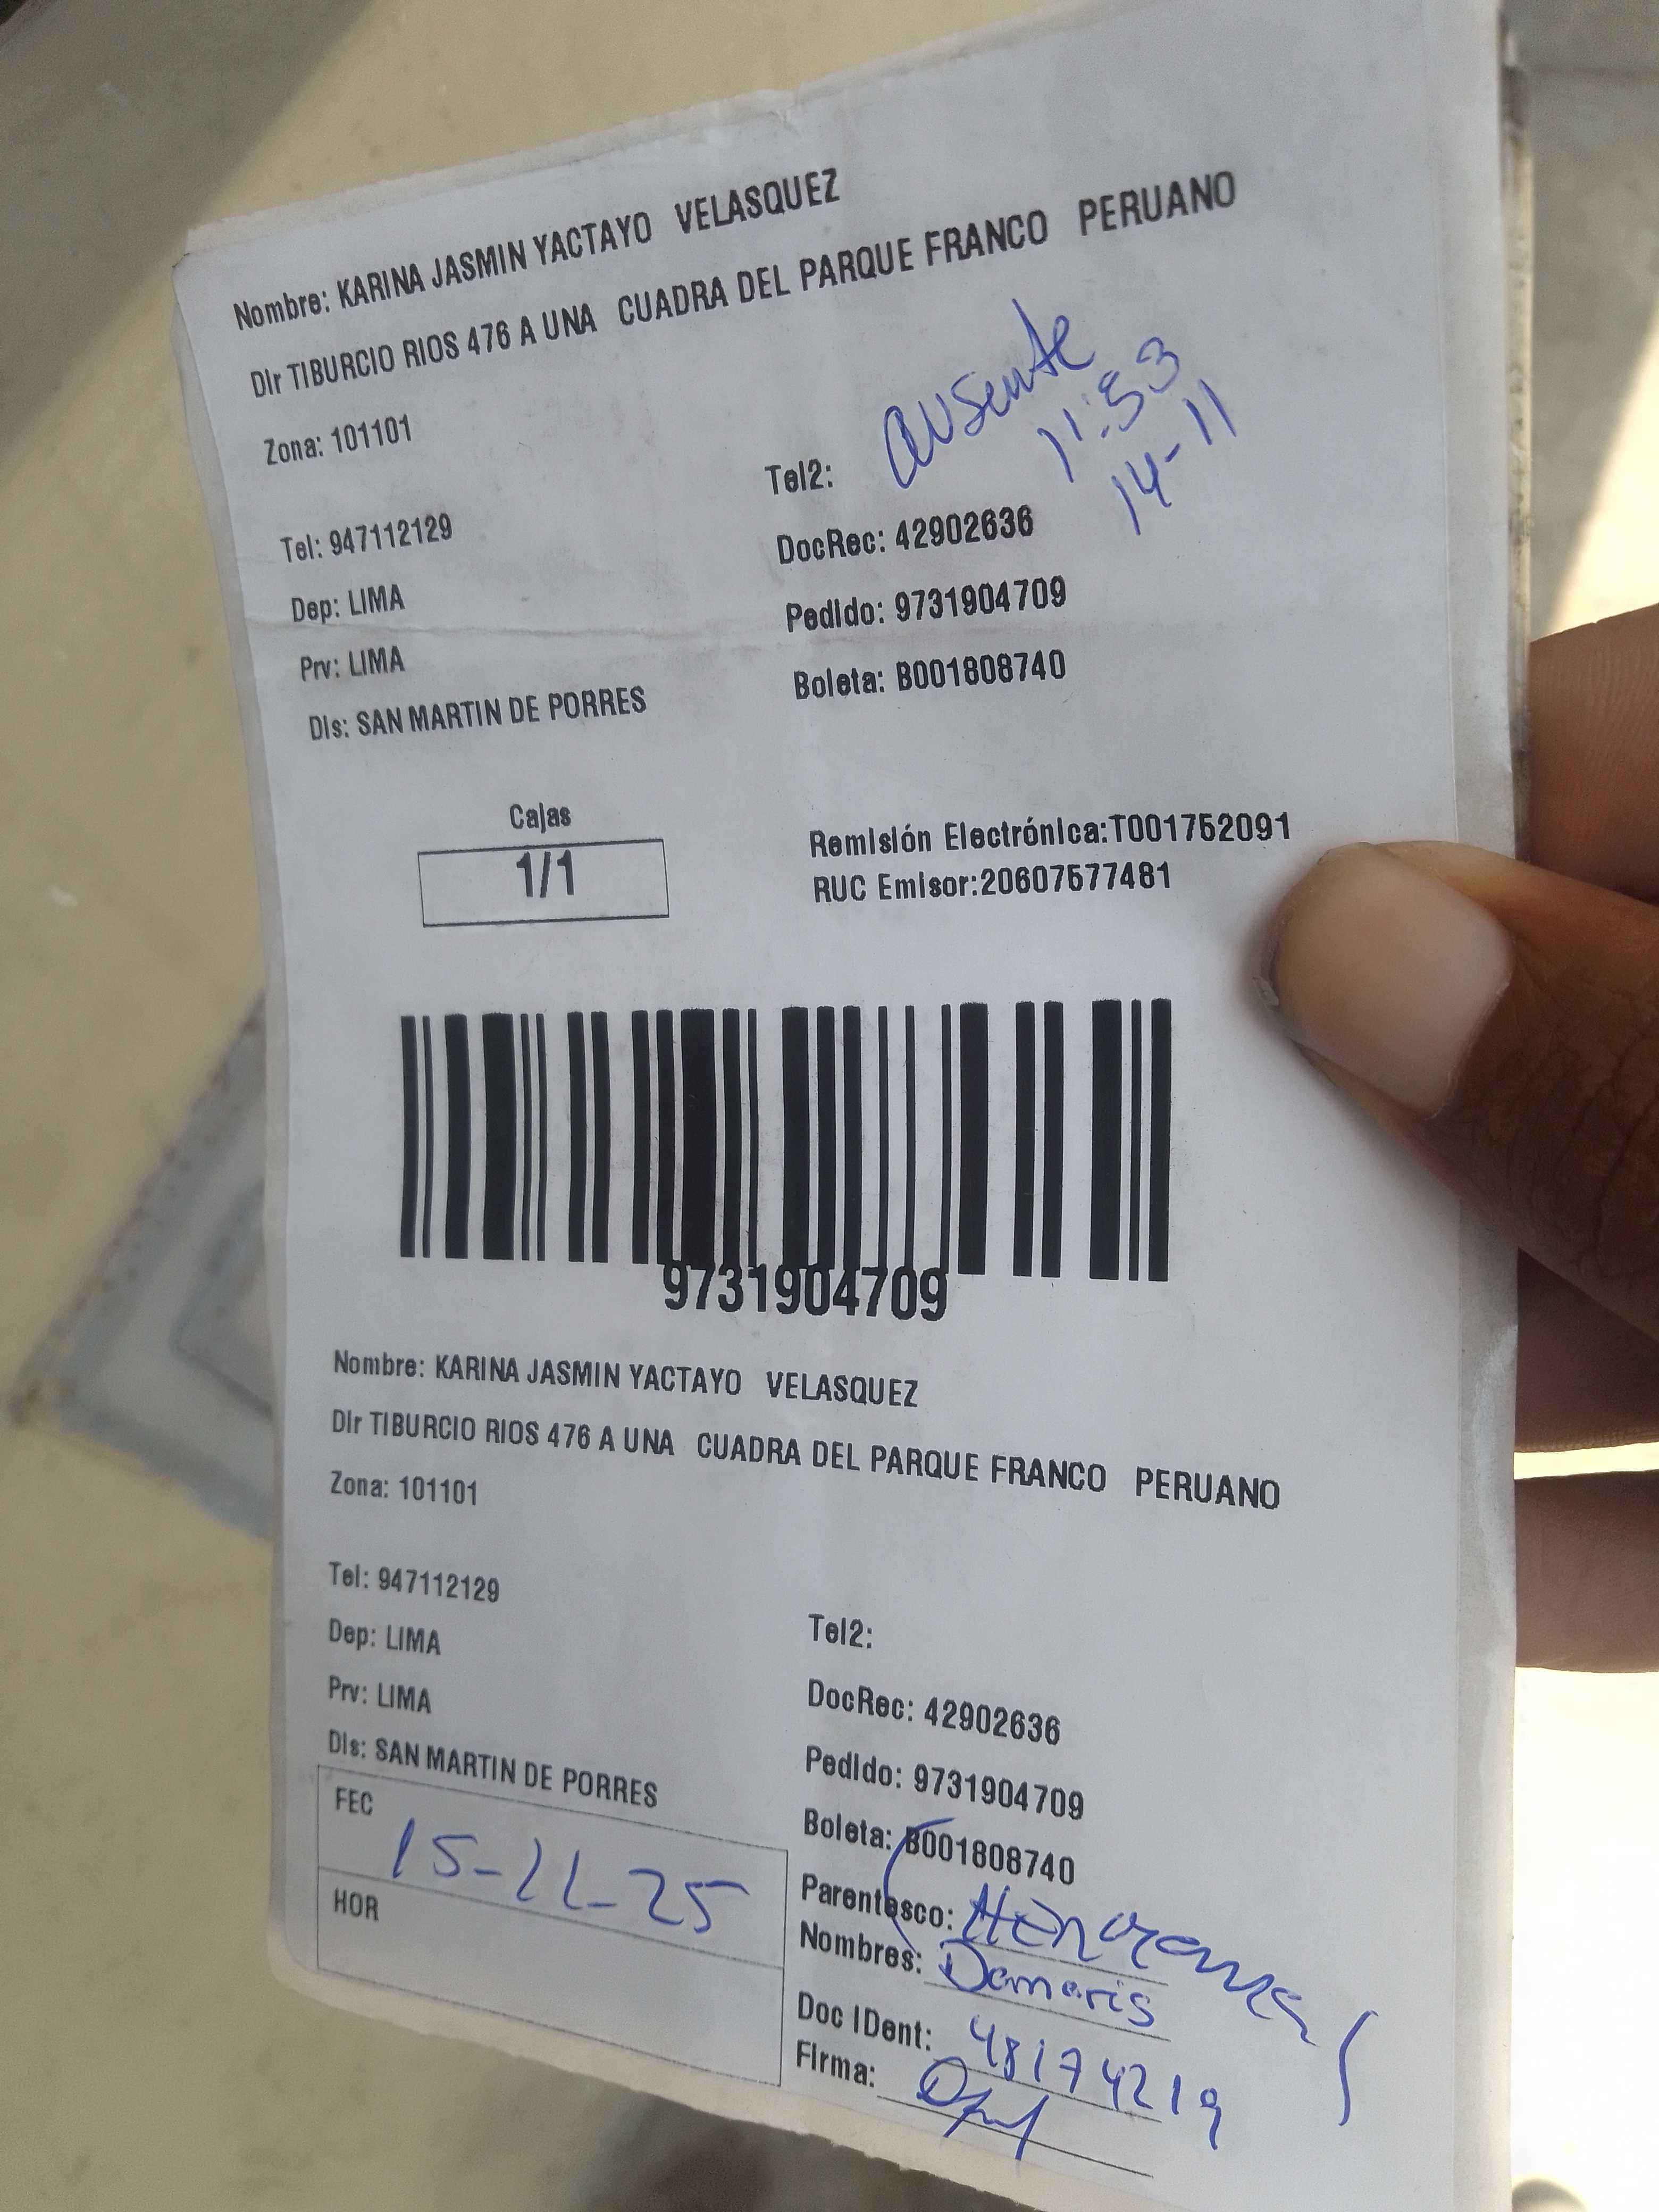 Nombre: KARINA JASMIN YACTAYO VELASQUEZ
Dir TIBURCIO RIOS 476 A UNA CUADRA DEL PARQUE FRANCO PERUANO
Zona: 101101
ausente
11:53
14-11
Tel: 947112129
Tel2:
Dep: LIMA
DocRec: 42902636
Prv: LIMA
Pedido: 9731904709
Dis: SAN MARTIN DE PORRES
Boleta: B001808740
Cajas
1/1
Remisión Electrónica:T001752091
RUC Emisor:20607577481
9731904709
Nombre: KARINA JASMIN YACTAYO VELASQUEZ
Dir TIBURCIO RIOS 476 A UNA CUADRA DEL PARQUE FRANCO PERUANO
Zona: 101101
Tel: 947112129
Tel2:
Dep: LIMA
DocRec: 42902636
Prv: LIMA
Pedido: 9731904709
Dis: SAN MARTIN DE PORRES
Boleta: B001808740
FEC 15-11-25
HOR
Parentesco:
Nombres: Damaris
Doc IDent: 48174219
Firma: